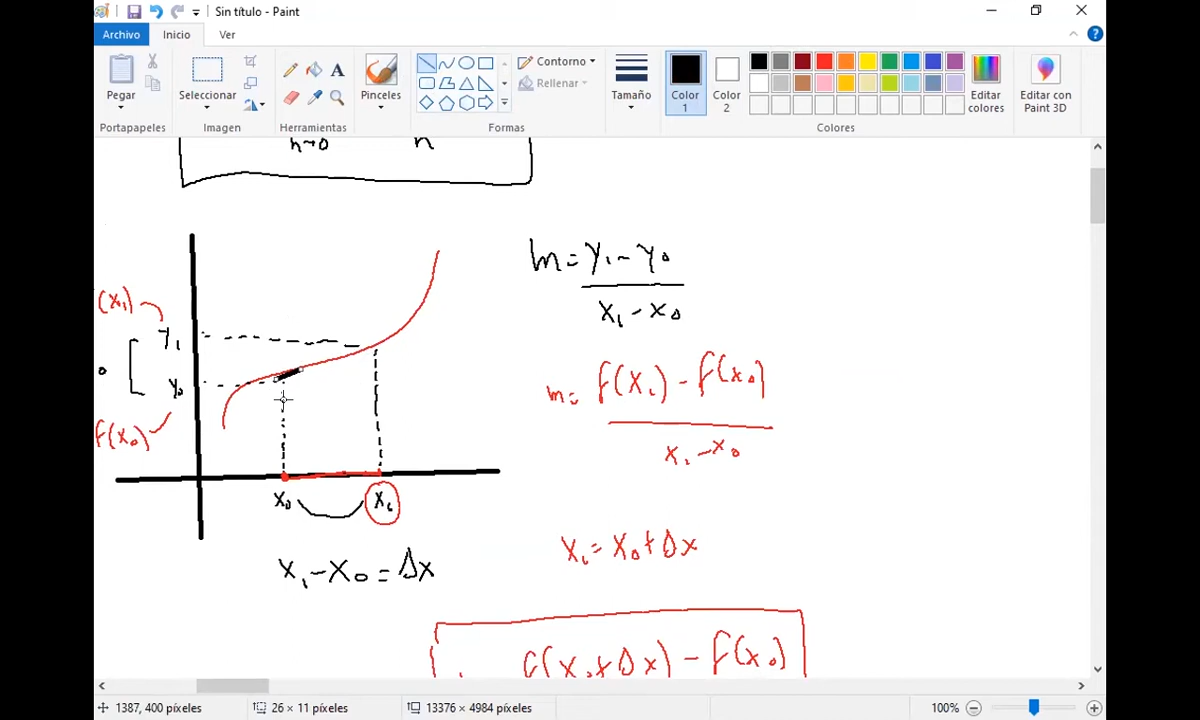 Sin título - Paint
Archivo Inicio Ver
Pegar
Seleccionar
Pinceles
Contorno
Rellenar
Tamaño
Color 1
Color 2
Editar colores
Editar con Paint 3D
Portapapeles Imagen Herramientas Formas Colores
h→0 h
m = y₁ - y₀
x₁ - x₀
(x₁)
y₁
y₀
f(x₀)
m = f(x₁) - f(x₀)
x₁ - x₀
x₀ x₁
x₁ = x₀ + Δx
x₁ - x₀ = Δx
f(x₀ + Δx) - f(x₀)
1387, 400 píxeles 26 × 11 píxeles 13376 × 4984 píxeles 100%